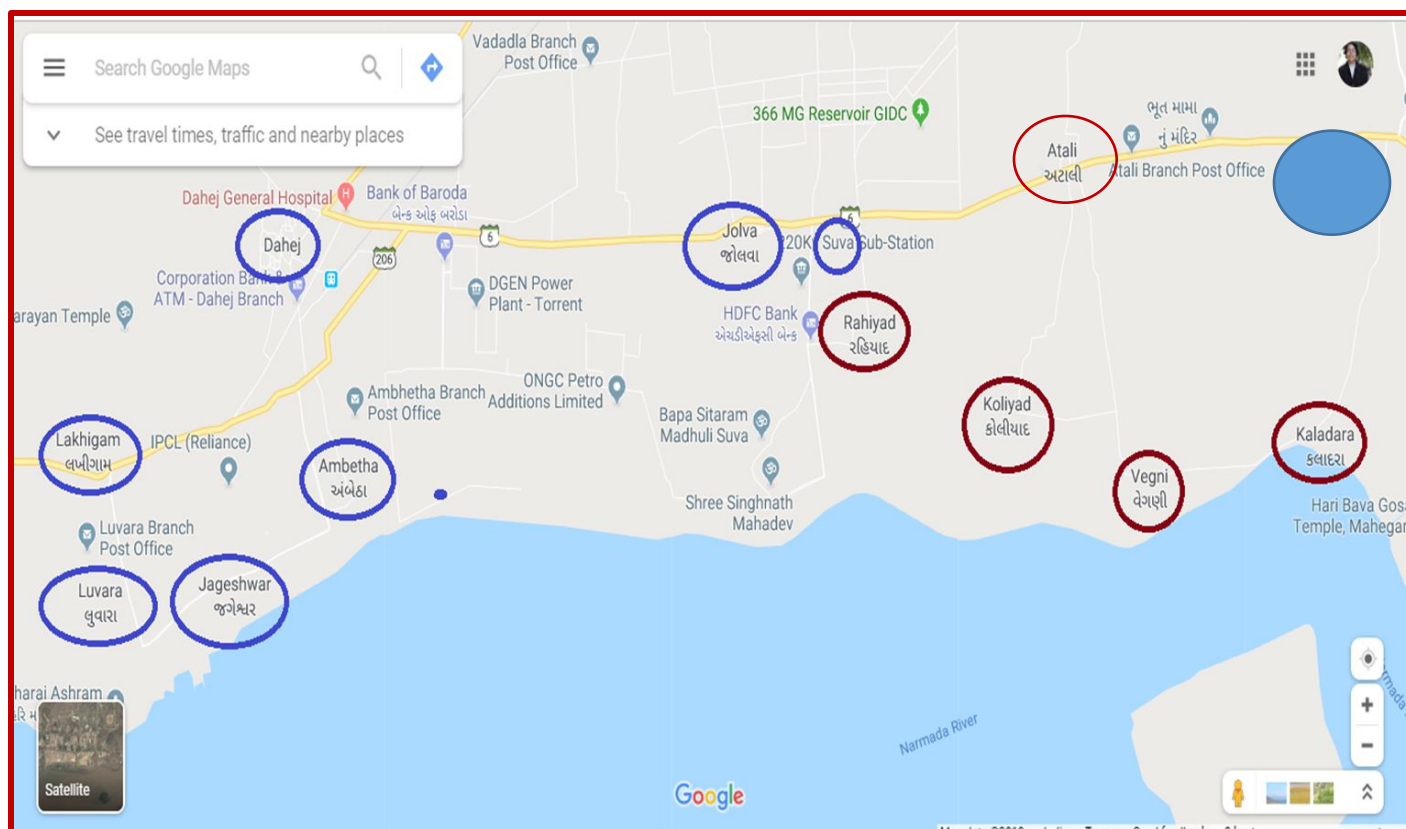 Search Google Maps
See travel times, traffic and nearby places
Vadadla Branch
Post Office
366 MG Reservoir GIDC
ભૂત મામા
નું મંદિર
Atali
અટાલી
Atali Branch Post Office
Dahej General Hospital
Bank of Baroda
બેન્ક ઓફ બરોડા
Dahej
6
206
Jolva
જોલવા
6
220K
Suva Sub-Station
Corporation Bank
ATM - Dahej Branch
DGEN Power
Plant - Torrent
arayan Temple
HDFC Bank
એચડીએફસી બેન્ક
Rahiyad
રહિયાદ
Ambhetha Branch
Post Office
ONGC Petro
Additions Limited
Bapa Sitaram
Madhuli Suva
Koliyad
કોલીયાદ
Kaladara
કલાદરા
Lakhigam
લખીગામ
IPCL (Reliance)
Ambetha
અંબેઠા
Vegni
વેગણી
Shree Singhnath
Mahadev
Hari Bava Gosa
Temple, Mahegar
Luvara Branch
Post Office
Luvara
લુવારા
Jageshwar
જાગેશ્વર
harai Ashram
Narmada River
Narmada
Satellite
Google